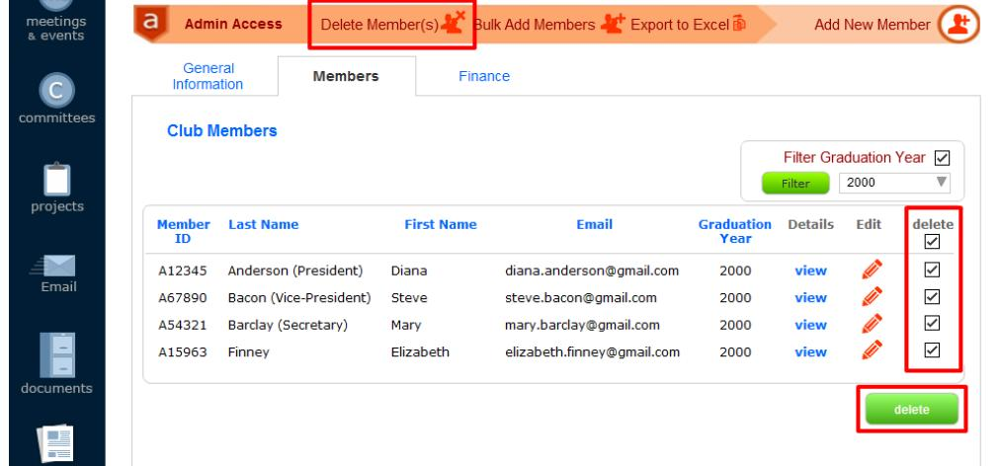 meetings
& events
committees
projects
Email
documents
a Admin Access Delete Member(s) Bulk Add Members Export to Excel Add New Member
General
Information
Members
Finance
Club Members
Filter Graduation Year
Filter 2000
Member
ID
Last Name First Name Email Graduation
Year
Details Edit delete
A12345 Anderson (President) Diana diana.anderson@gmail.com 2000 view
A67890 Bacon (Vice-President) Steve steve.bacon@gmail.com 2000 view
A54321 Barclay (Secretary) Mary mary.barclay@gmail.com 2000 view
A15963 Finney Elizabeth elizabeth.finney@gmail.com 2000 view
delete
C